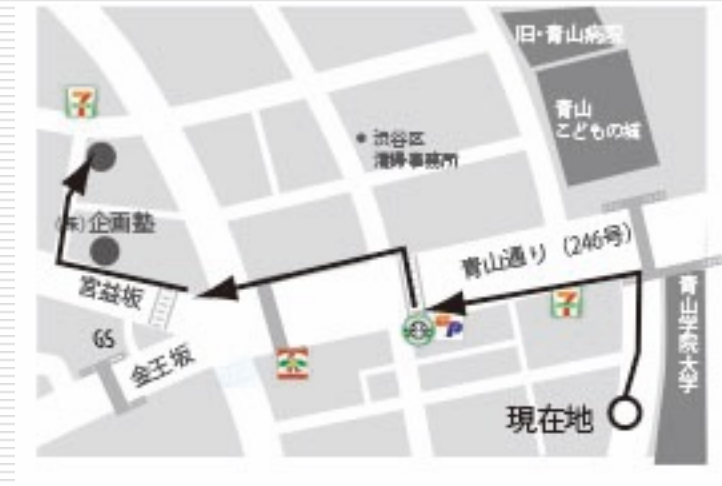 旧・青山病院
青山
こどもの城
渋谷区
清掃事務所
(株)企画塾
青山通り（246号）
宮益坂
GS
金王坂
青山学院大学
現在地
7
7